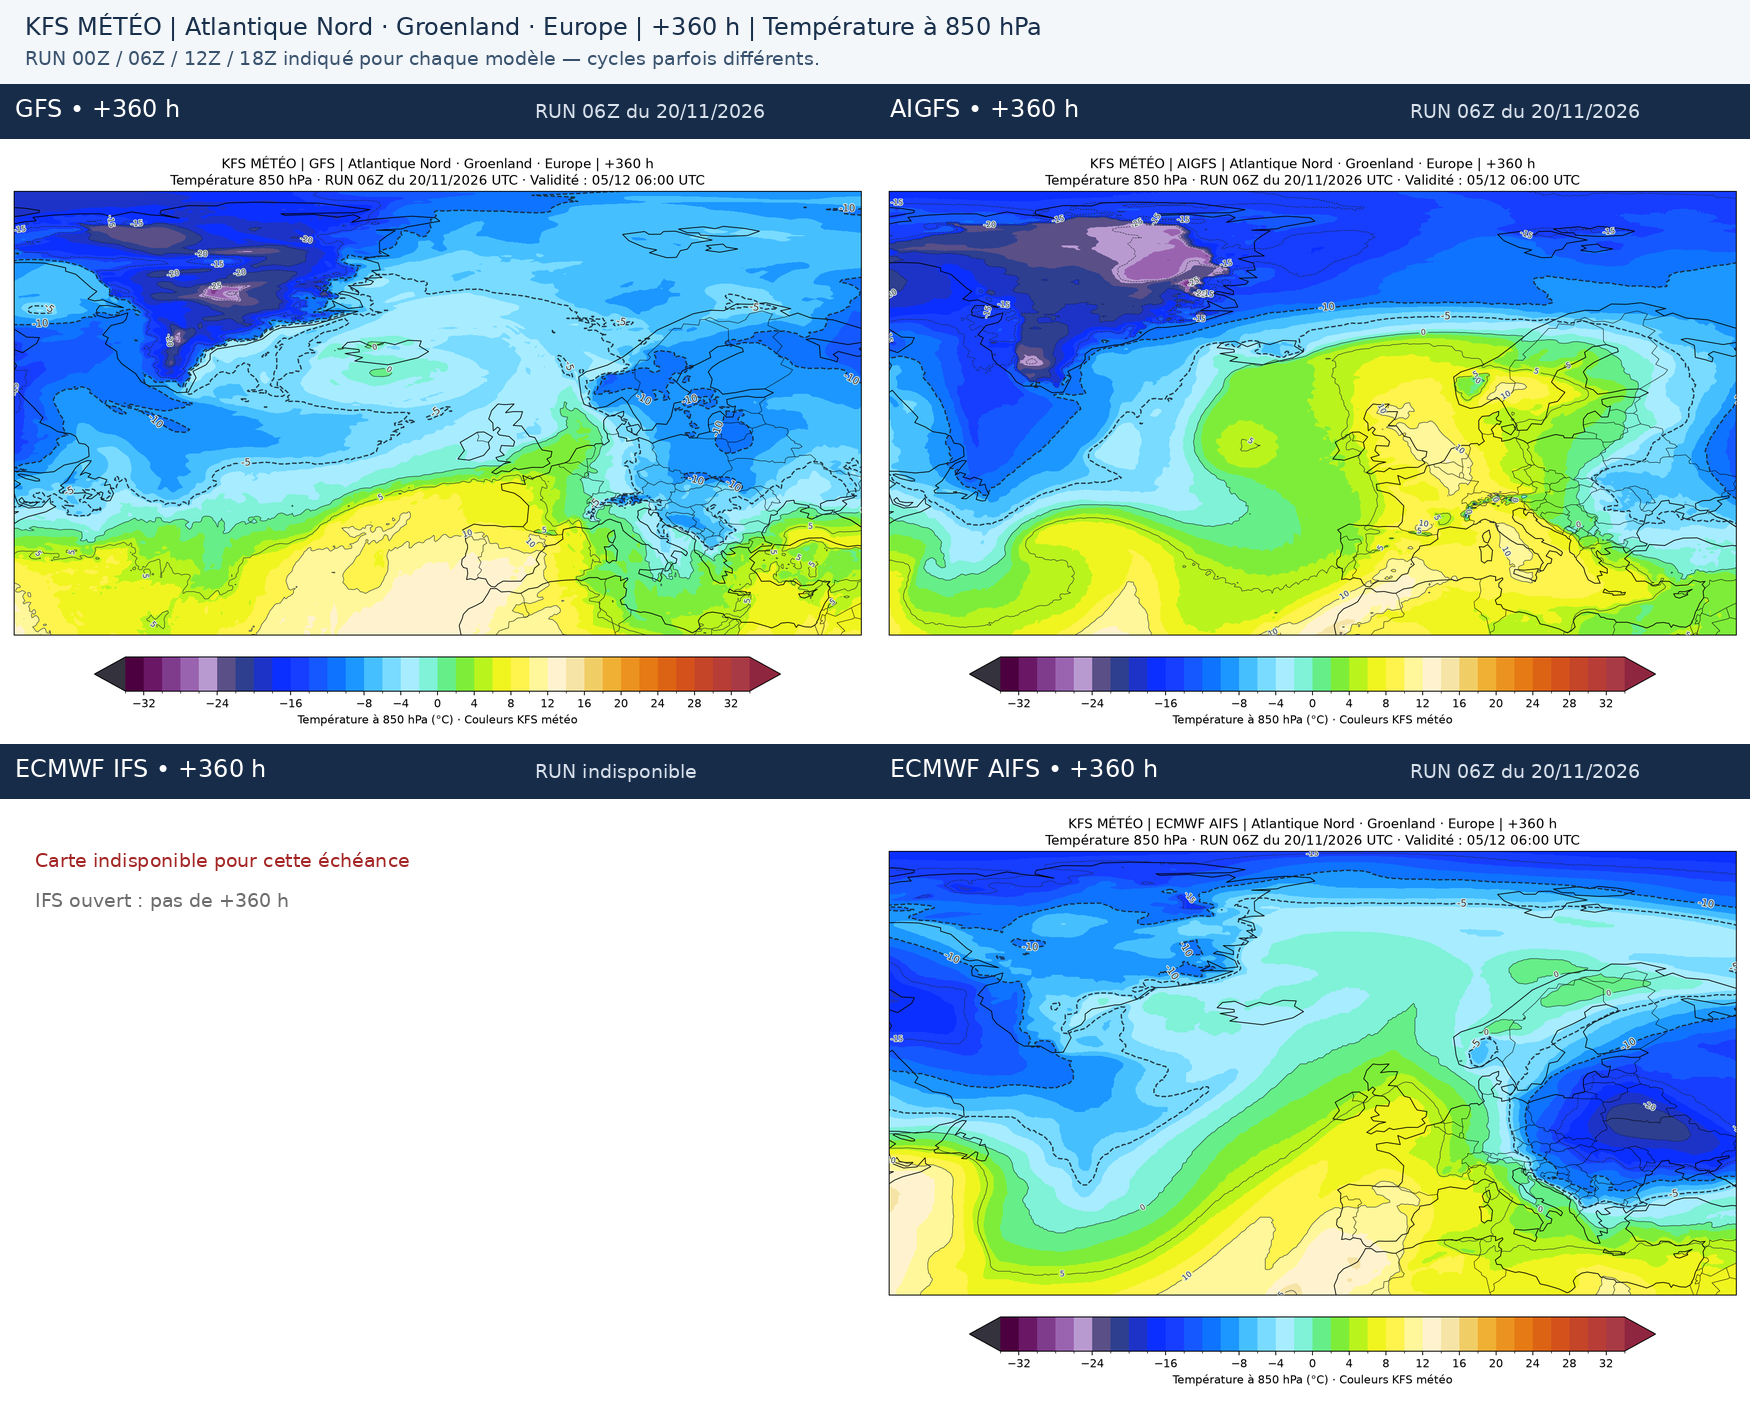 KFS MÉTÉO | Atlantique Nord · Groenland · Europe | +360 h | Température à 850 hPa
RUN 00Z / 06Z / 12Z / 18Z indiqué pour chaque modèle — cycles parfois différents.
GFS • +360 h
RUN 06Z du 20/11/2026
AIGFS • +360 h
RUN 06Z du 20/11/2026
KFS MÉTÉO | GFS | Atlantique Nord · Groenland · Europe | +360 h
Température 850 hPa · RUN 06Z du 20/11/2026 UTC · Validité : 05/12 06:00 UTC
KFS MÉTÉO | AIGFS | Atlantique Nord · Groenland · Europe | +360 h
Température 850 hPa · RUN 06Z du 20/11/2026 UTC · Validité : 05/12 06:00 UTC
−32 −24 −16 −8 −4 0 4 8 12 16 20 24 28 32
Température à 850 hPa (°C) · Couleurs KFS météo
−32 −24 −16 −8 −4 0 4 8 12 16 20 24 28 32
Température à 850 hPa (°C) · Couleurs KFS météo
ECMWF IFS • +360 h
RUN indisponible
ECMWF AIFS • +360 h
RUN 06Z du 20/11/2026
Carte indisponible pour cette échéance
IFS ouvert : pas de +360 h
KFS MÉTÉO | ECMWF AIFS | Atlantique Nord · Groenland · Europe | +360 h
Température 850 hPa · RUN 06Z du 20/11/2026 UTC · Validité : 05/12 06:00 UTC
−32 −24 −16 −8 −4 0 4 8 12 16 20 24 28 32
Température à 850 hPa (°C) · Couleurs KFS météo